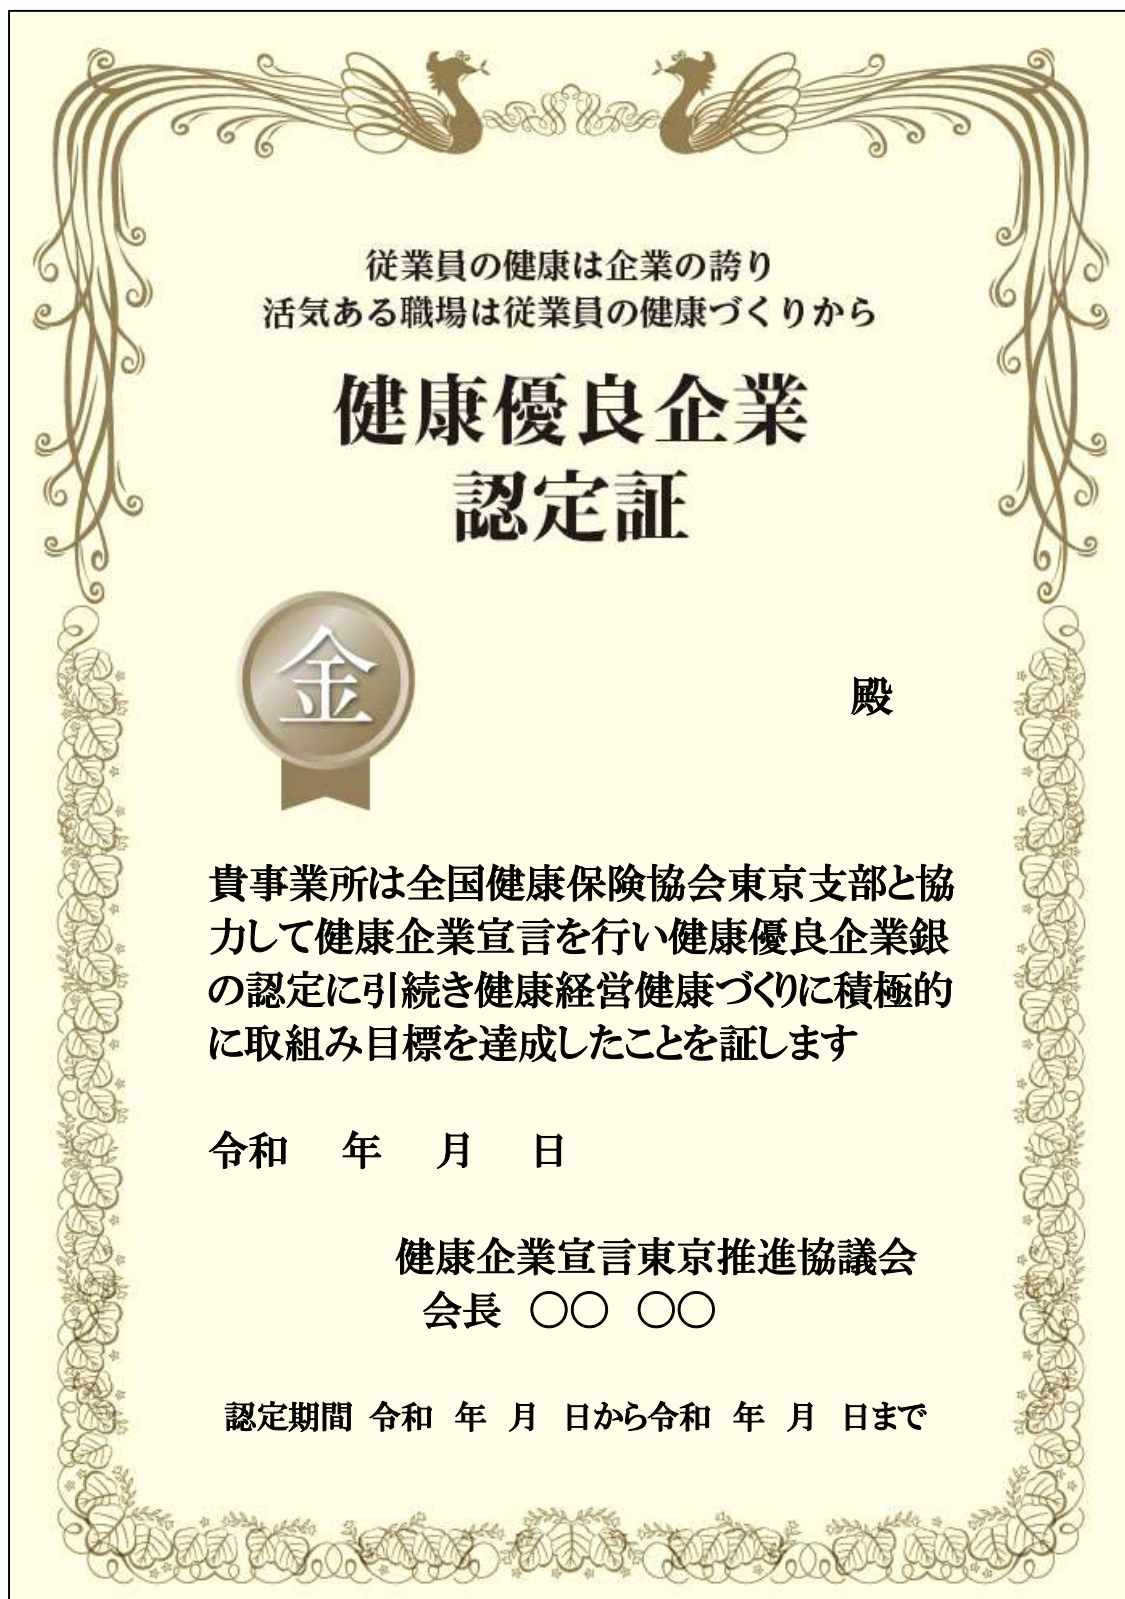 従業員の健康は企業の誇り
活気ある職場は従業員の健康づくりから
健康優良企業
認定証
金
殿
貴事業所は全国健康保険協会東京支部と協
力して健康企業宣言を行い健康優良企業銀
の認定に引続き健康経営健康づくりに積極的
に取組み目標を達成したことを証します
令和 年 月 日
健康企業宣言東京推進協議会
会長 〇〇 〇〇
認定期間 令和 年 月 日から令和 年 月 日まで